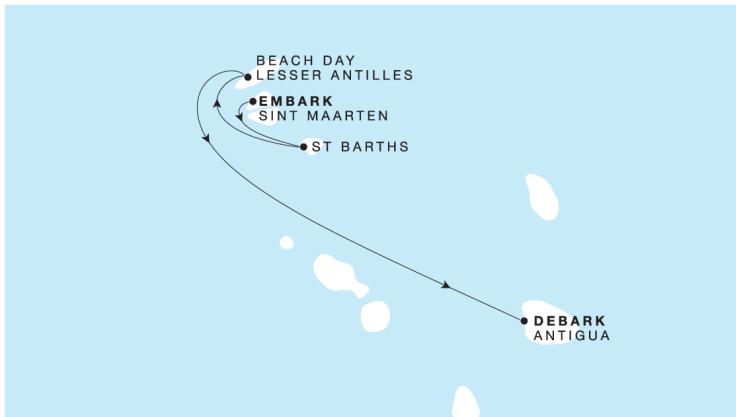 BEACH DAY
LESSER ANTILLES
EMBARK
SINT MAARTEN
ST BARTHS
DEBARK
ANTIGUA